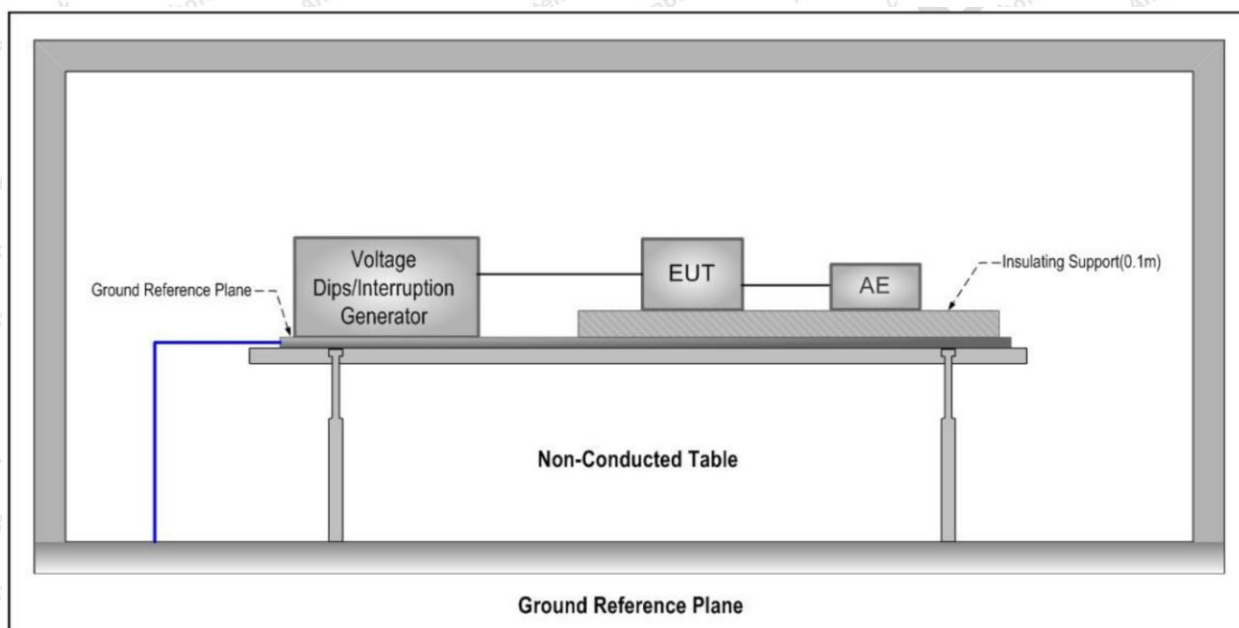 Voltage
Dips/Interruption
Generator
EUT
AE
Insulating Support(0.1m)
Ground Reference Plane
Non-Conducted Table
Ground Reference Plane